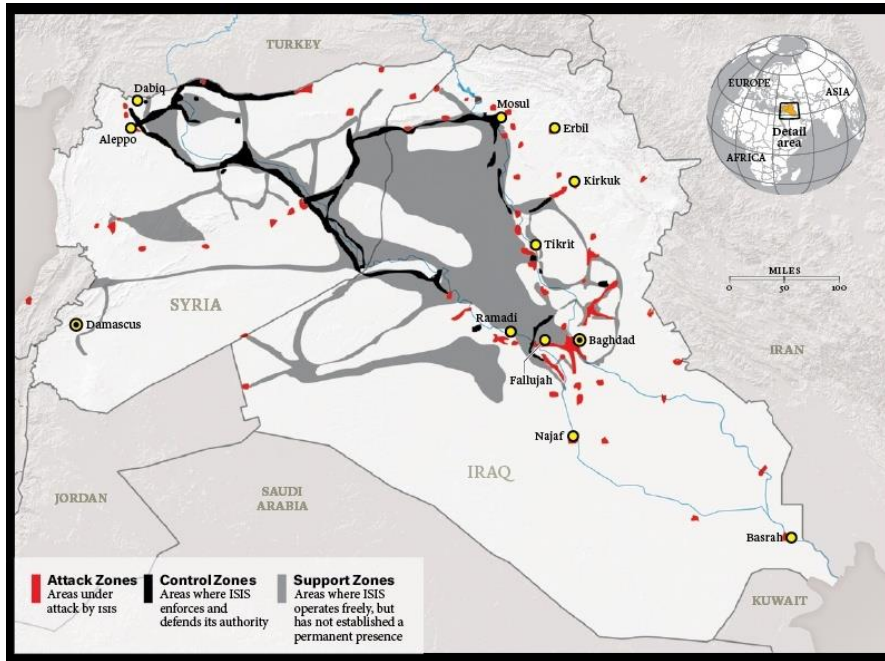 TURKEY
Dabiq
Aleppo
Mosul
Erbil
Kirkuk
Tikrit
EUROPE
ASIA
Detail
area
AFRICA
MILES
0 50 100
SYRIA
Damascus
Ramadi
Baghdad
Fallujah
IRAN
Najaf
IRAQ
JORDAN
SAUDI
ARABIA
Basrah
KUWAIT
Attack Zones
Areas under
attack by ISIS
Control Zones
Areas where ISIS
enforces and
defends its authority
Support Zones
Areas where ISIS
operates freely, but
has not established a
permanent presence